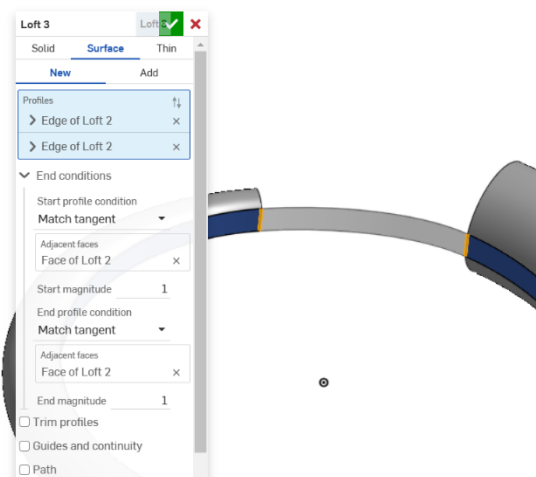 Loft 3
Loft 3
Solid Surface Thin
New Add
Profiles
Edge of Loft 2
Edge of Loft 2
End conditions
Start profile condition
Match tangent
Adjacent faces
Face of Loft 2
Start magnitude 1
End profile condition
Match tangent
Adjacent faces
Face of Loft 2
End magnitude 1
Trim profiles
Guides and continuity
Path